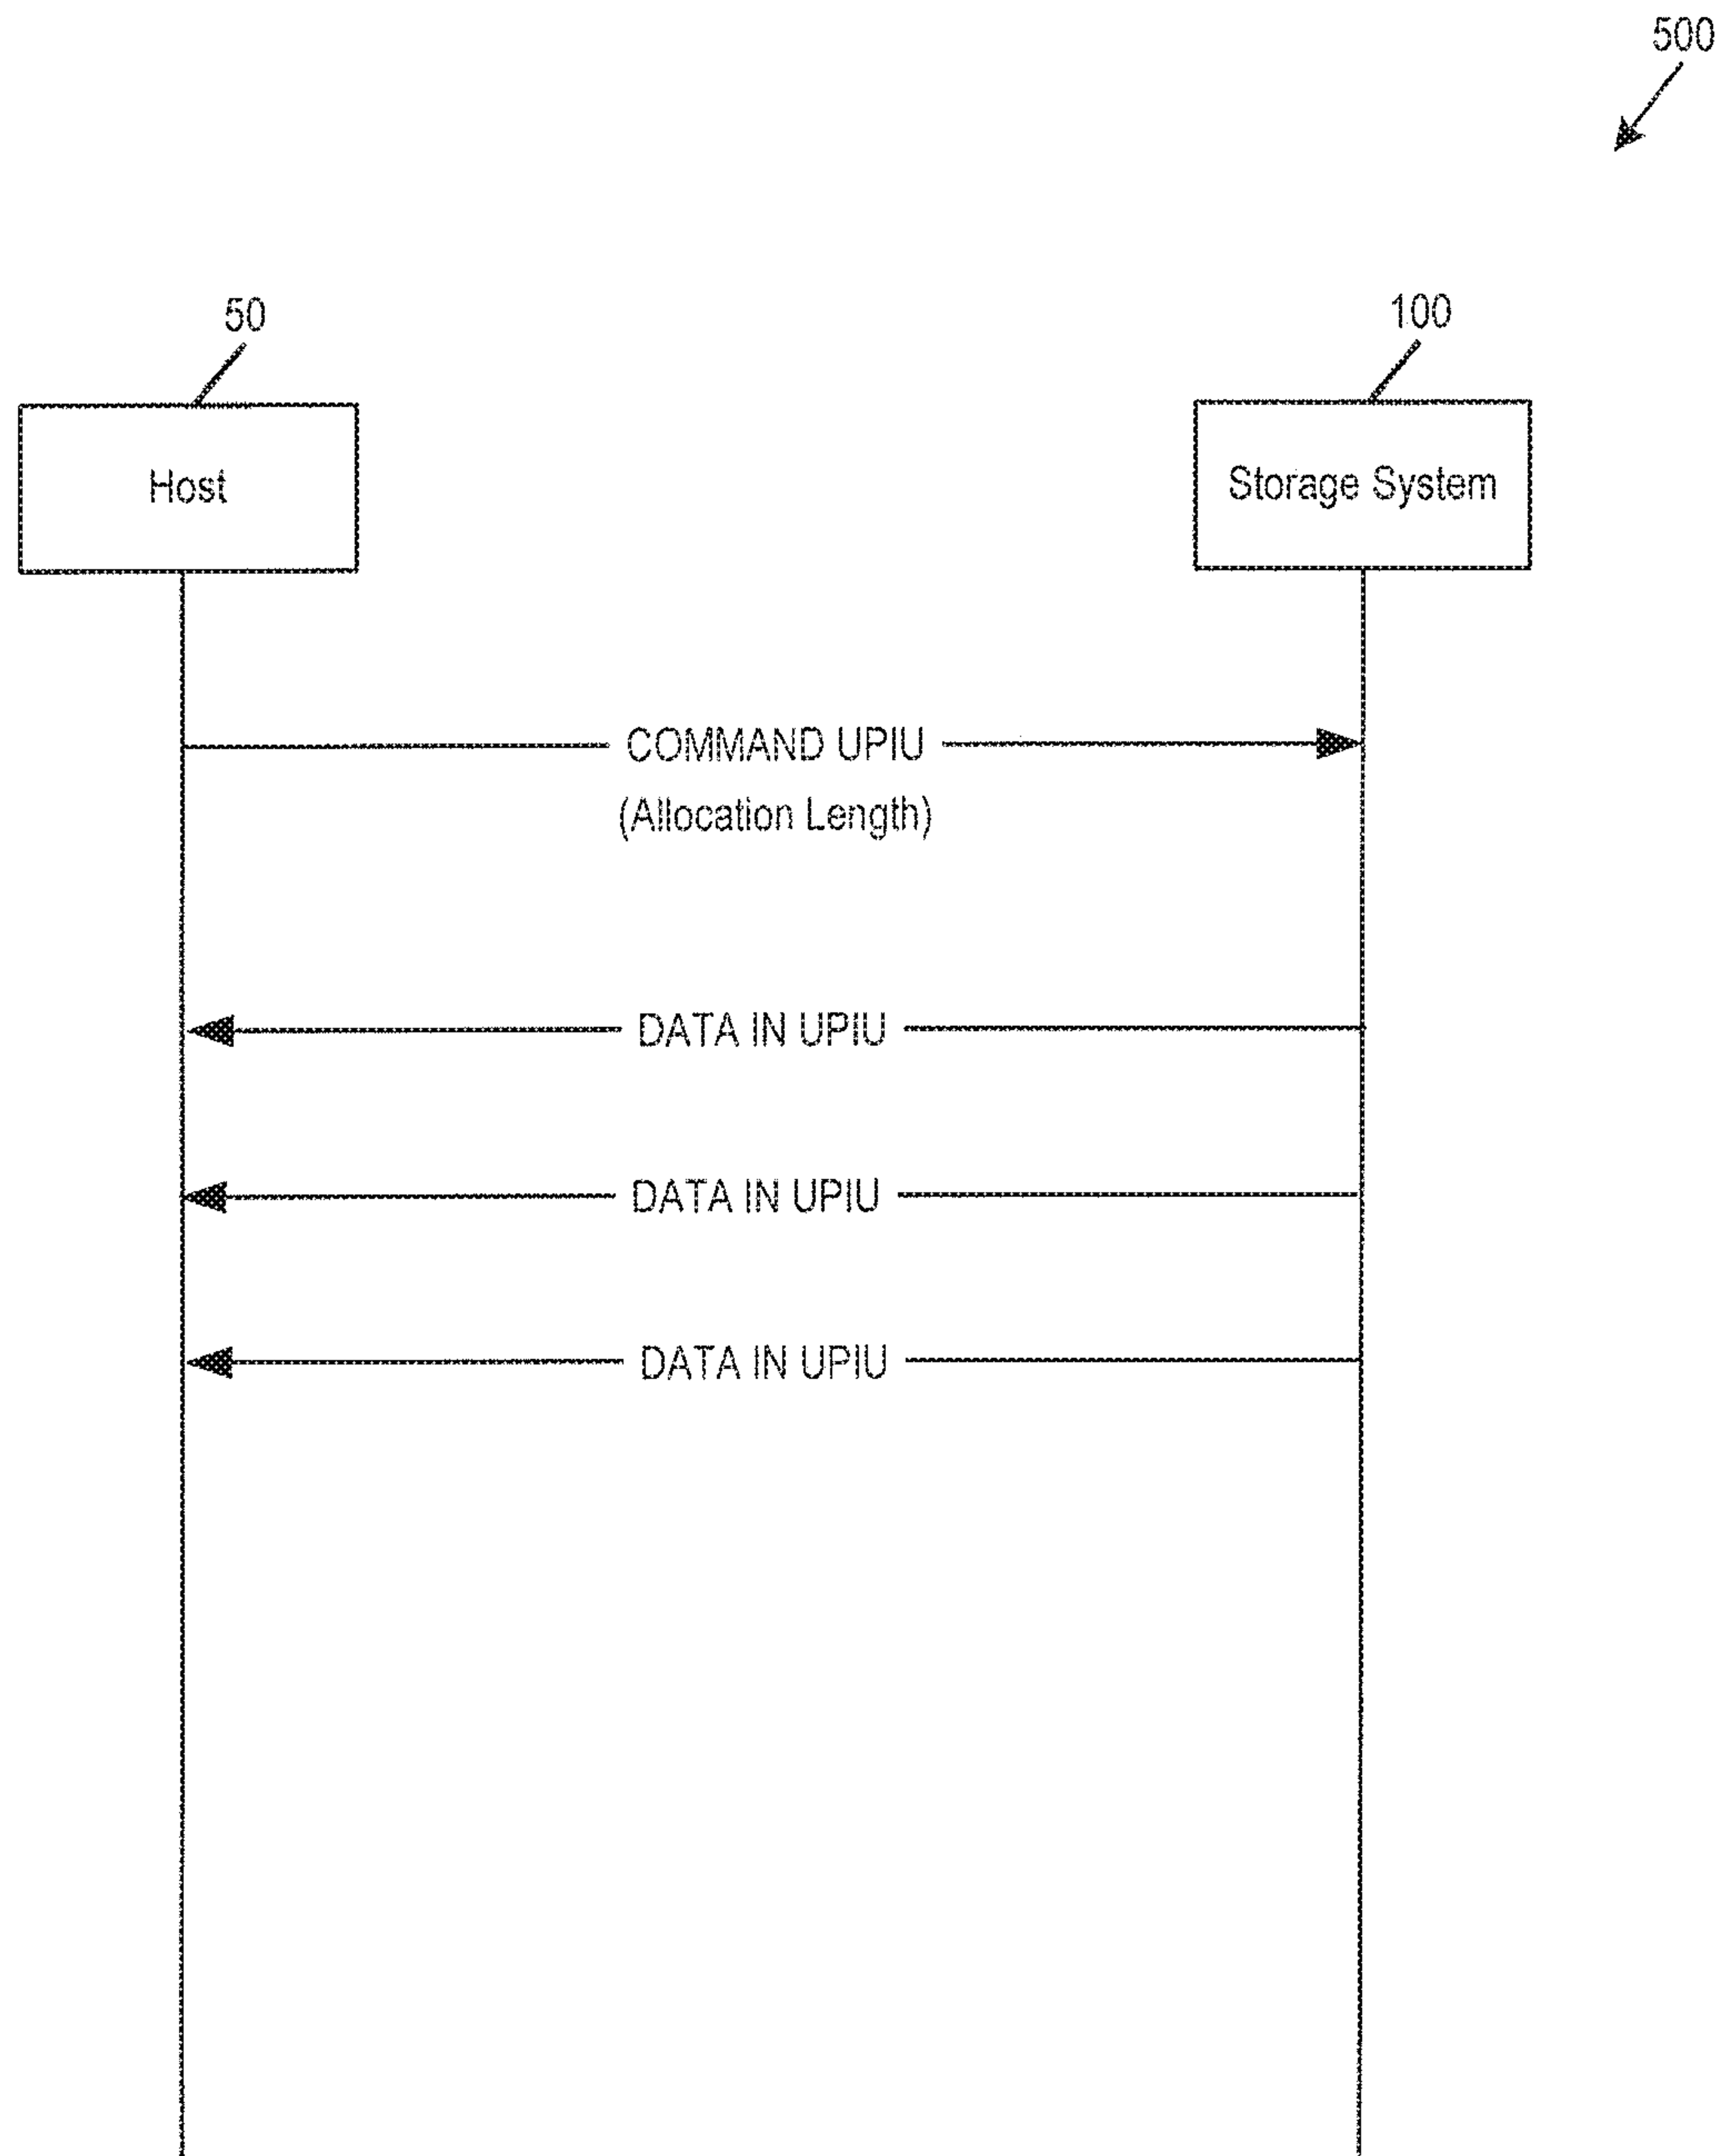 500
50
100
Host
Storage System
COMMAND UPIU
(Allocation Length)
DATA IN UPIU
DATA IN UPIU
DATA IN UPIU